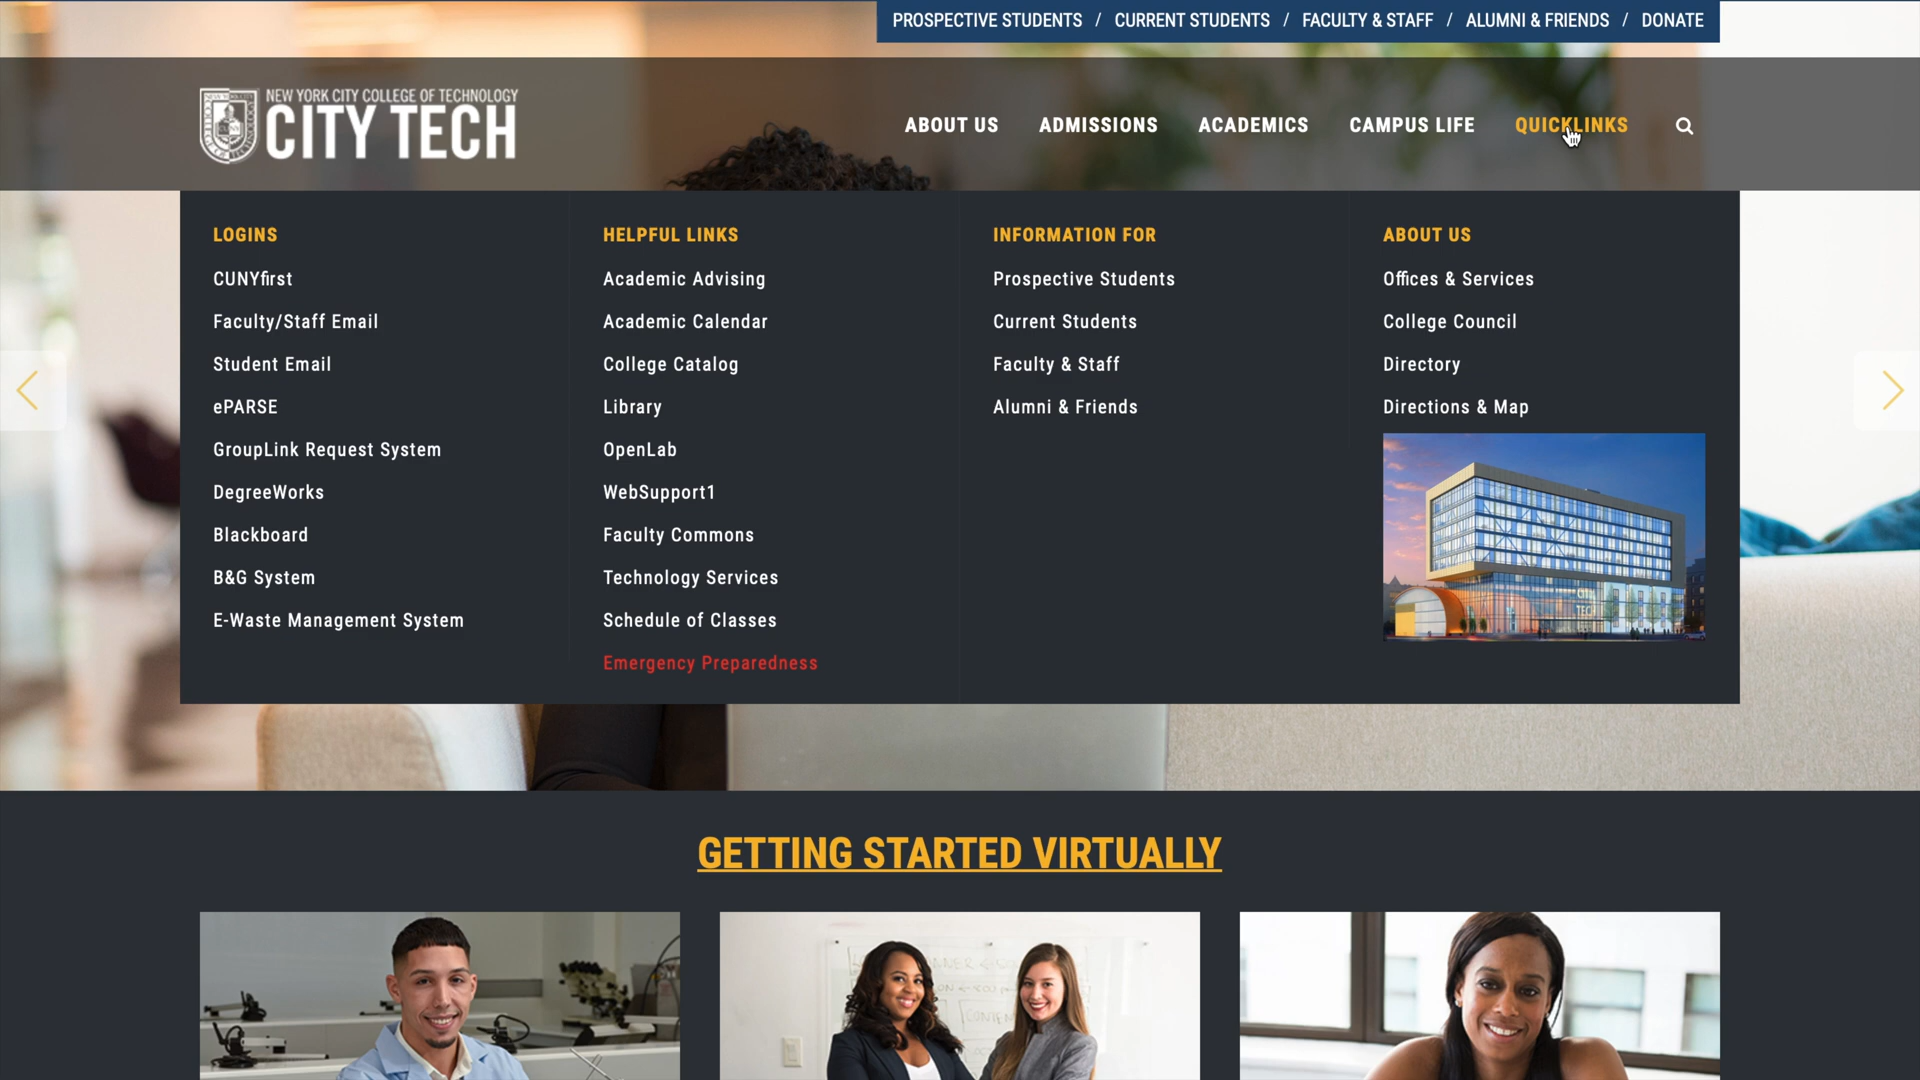 PROSPECTIVE STUDENTS / CURRENT STUDENTS / FACULTY & STAFF / ALUMNI & FRIENDS / DONATE
NEW YORK CITY COLLEGE OF TECHNOLOGY
CITY TECH
ABOUT US ADMISSIONS ACADEMICS CAMPUS LIFE QUICKLINKS
LOGINS
CUNYfirst
Faculty/Staff Email
Student Email
ePARSE
GroupLink Request System
DegreeWorks
Blackboard
B&G System
E-Waste Management System
HELPFUL LINKS
Academic Advising
Academic Calendar
College Catalog
Library
OpenLab
WebSupport1
Faculty Commons
Technology Services
Schedule of Classes
Emergency Preparedness
INFORMATION FOR
Prospective Students
Current Students
Faculty & Staff
Alumni & Friends
ABOUT US
Offices & Services
College Council
Directory
Directions & Map
CITY
TECH
GETTING STARTED VIRTUALLY